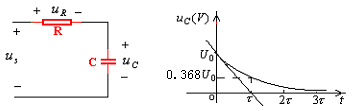 + u_R −
R
+
u_s
−
C
+
u_C
−
u_C(V)
U_0
0.368U_0
0
τ
2τ
3τ
t